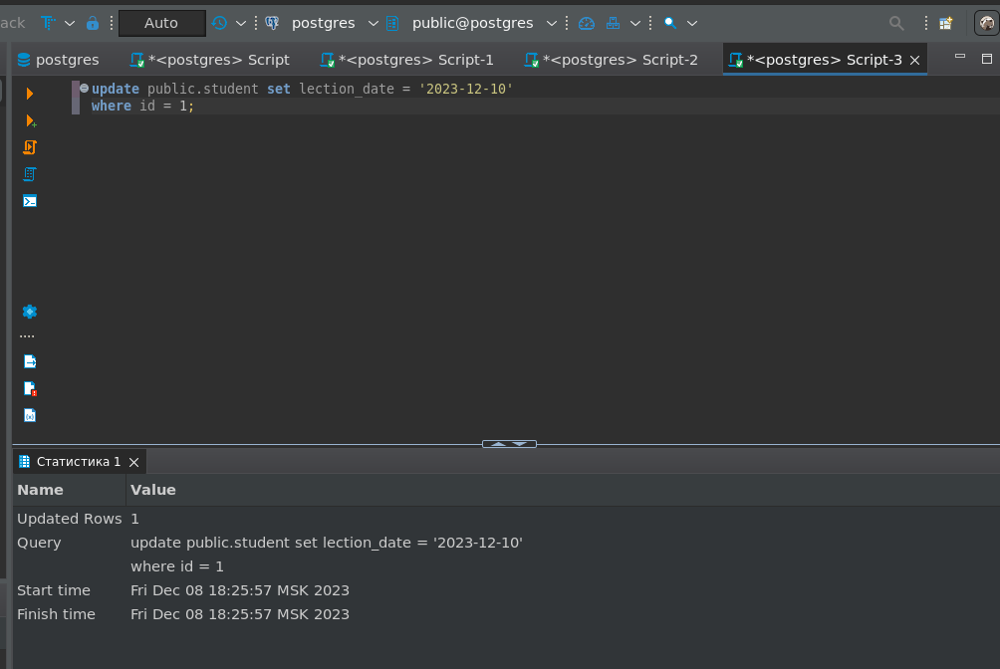 ack Auto postgres public@postgres
postgres *<postgres> Script *<postgres> Script-1 *<postgres> Script-2 *<postgres> Script-3
update public.student set lection_date = '2023-12-10'
where id = 1;
Статистика 1
Name Value
Updated Rows 1
Query update public.student set lection_date = '2023-12-10'
where id = 1
Start time Fri Dec 08 18:25:57 MSK 2023
Finish time Fri Dec 08 18:25:57 MSK 2023